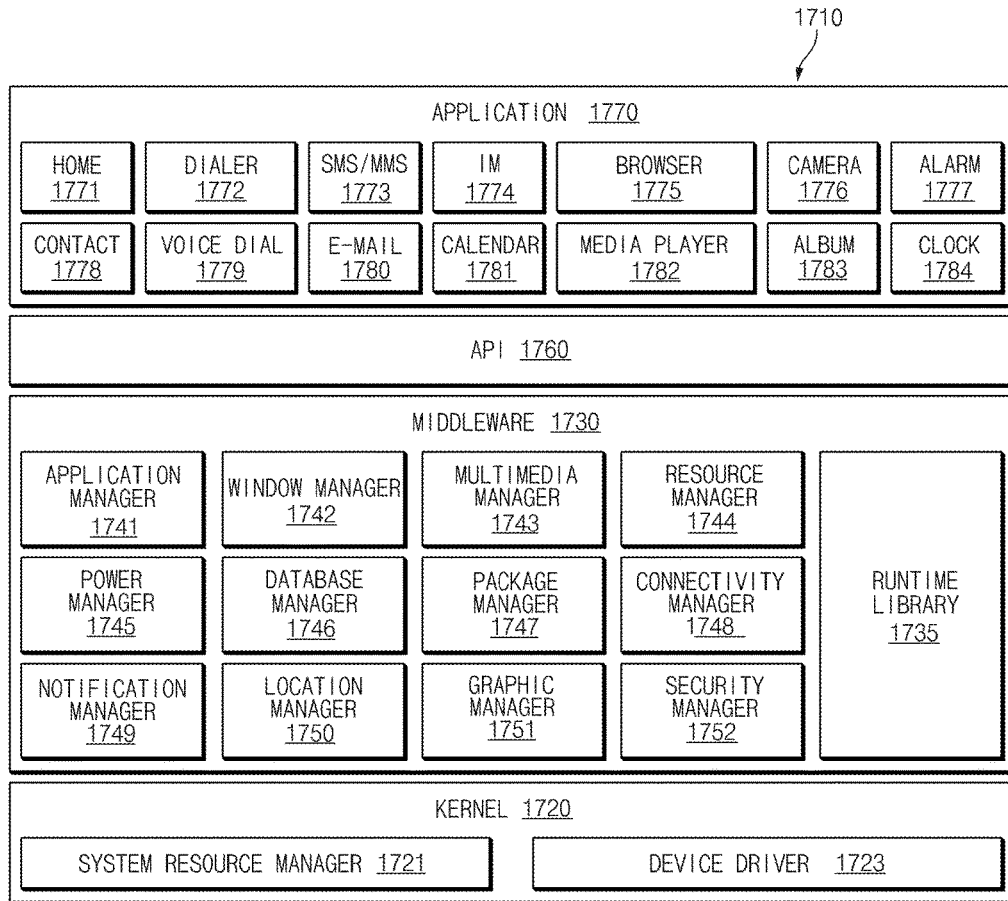 1710
APPLICATION 1770
HOME
1771
DIALER
1772
SMS/MMS
1773
IM
1774
BROWSER
1775
CAMERA
1776
ALARM
1777
CONTACT
1778
VOICE DIAL
1779
E-MAIL
1780
CALENDAR
1781
MEDIA PLAYER
1782
ALBUM
1783
CLOCK
1784
API 1760
MIDDLEWARE 1730
APPLICATION
MANAGER
1741
WINDOW MANAGER
1742
MULTIMEDIA
MANAGER
1743
RESOURCE
MANAGER
1744
POWER
MANAGER
1745
DATABASE
MANAGER
1746
PACKAGE
MANAGER
1747
CONNECTIVITY
MANAGER
1748
NOTIFICATION
MANAGER
1749
LOCATION
MANAGER
1750
GRAPHIC
MANAGER
1751
SECURITY
MANAGER
1752
RUNTIME
LIBRARY
1735
KERNEL 1720
SYSTEM RESOURCE MANAGER 1721
DEVICE DRIVER 1723